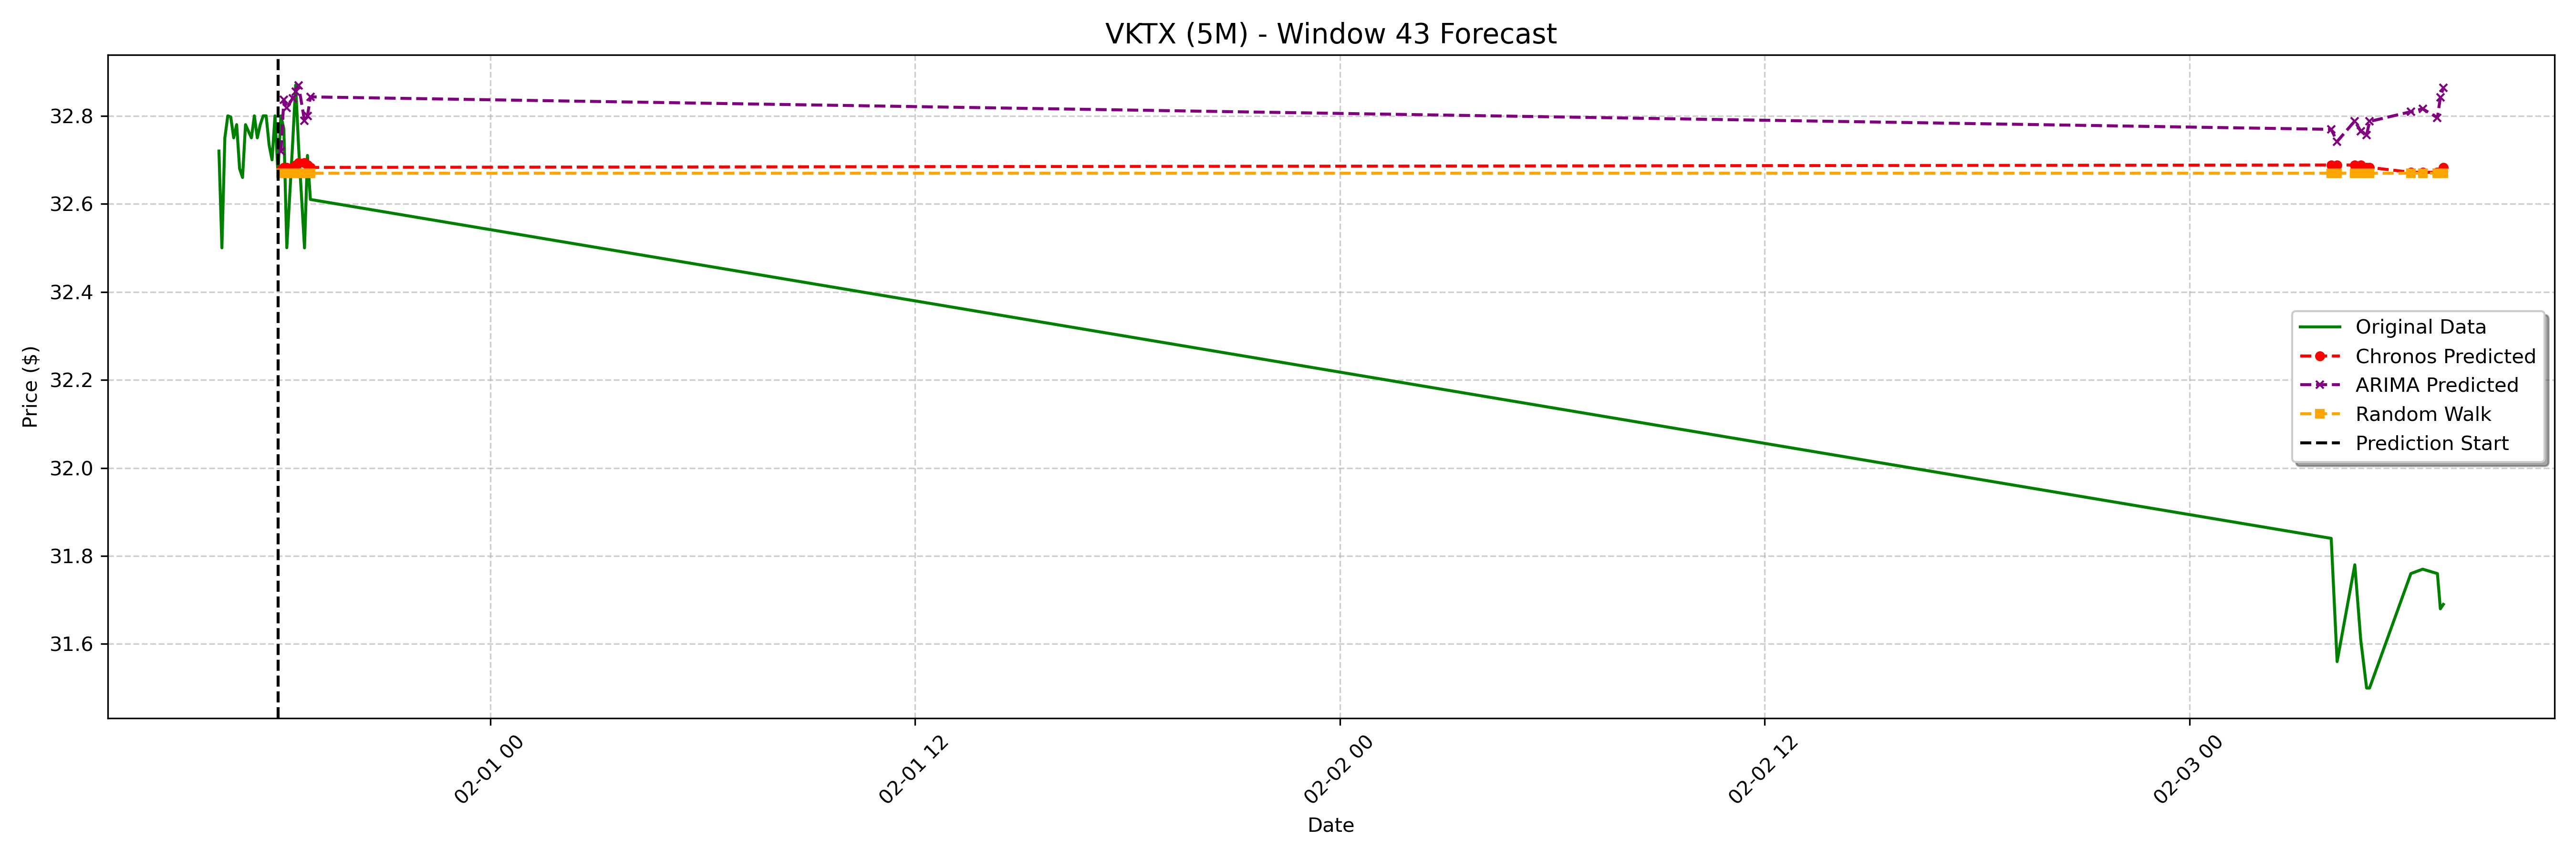 VKTX (5M) - Window 43 Forecast
Price ($)
32.8
32.6
32.4
32.2
32.0
31.8
31.6
Original Data
Chronos Predicted
ARIMA Predicted
Random Walk
Prediction Start
02-01 00
02-01 12
02-02 00
02-02 12
02-03 00
Date